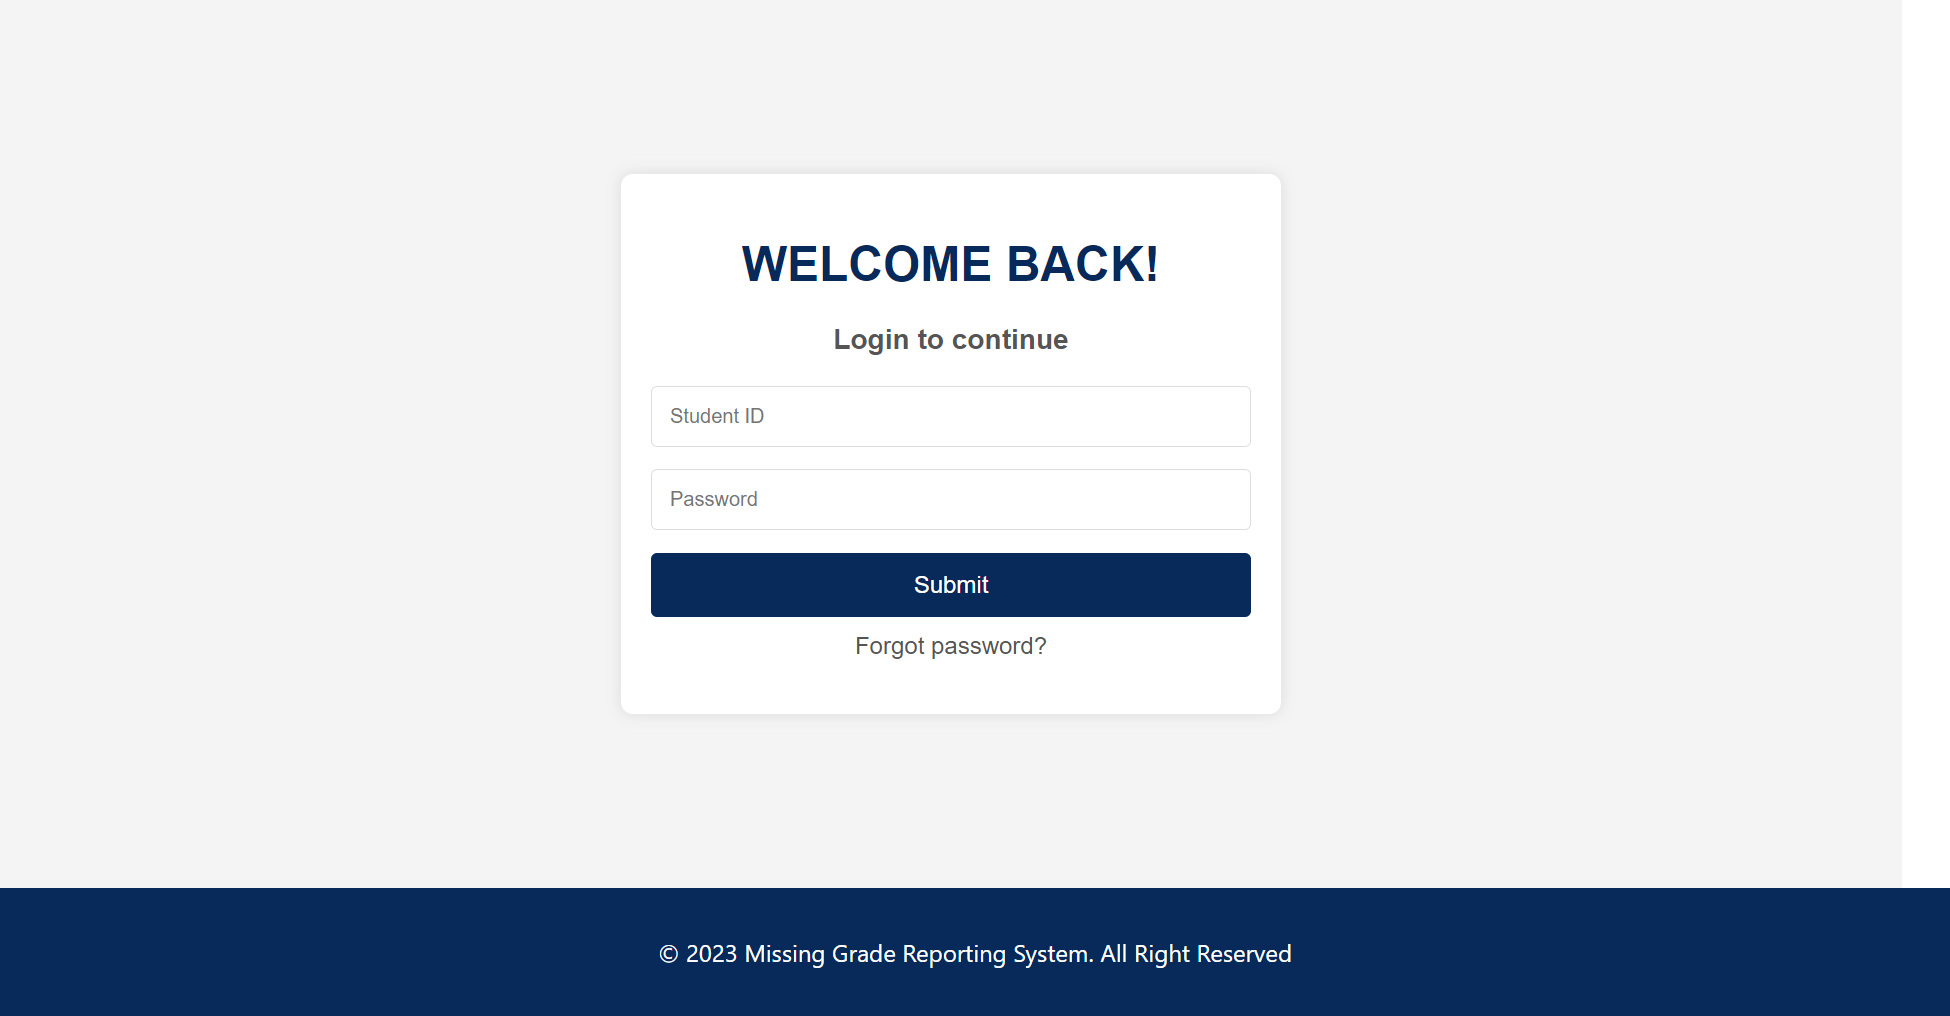 WELCOME BACK!
Login to continue
Student ID
Password
Submit
Forgot password?
© 2023 Missing Grade Reporting System. All Right Reserved